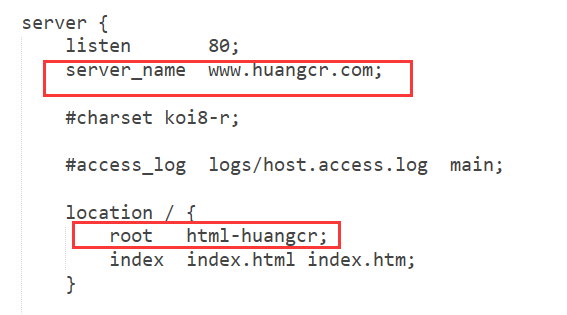 server {
    listen       80;
    server_name  www.huangcr.com;
    #charset koi8-r;
    #access_log  logs/host.access.log  main;
    location / {
        root   html-huangcr;
        index  index.html index.htm;
    }